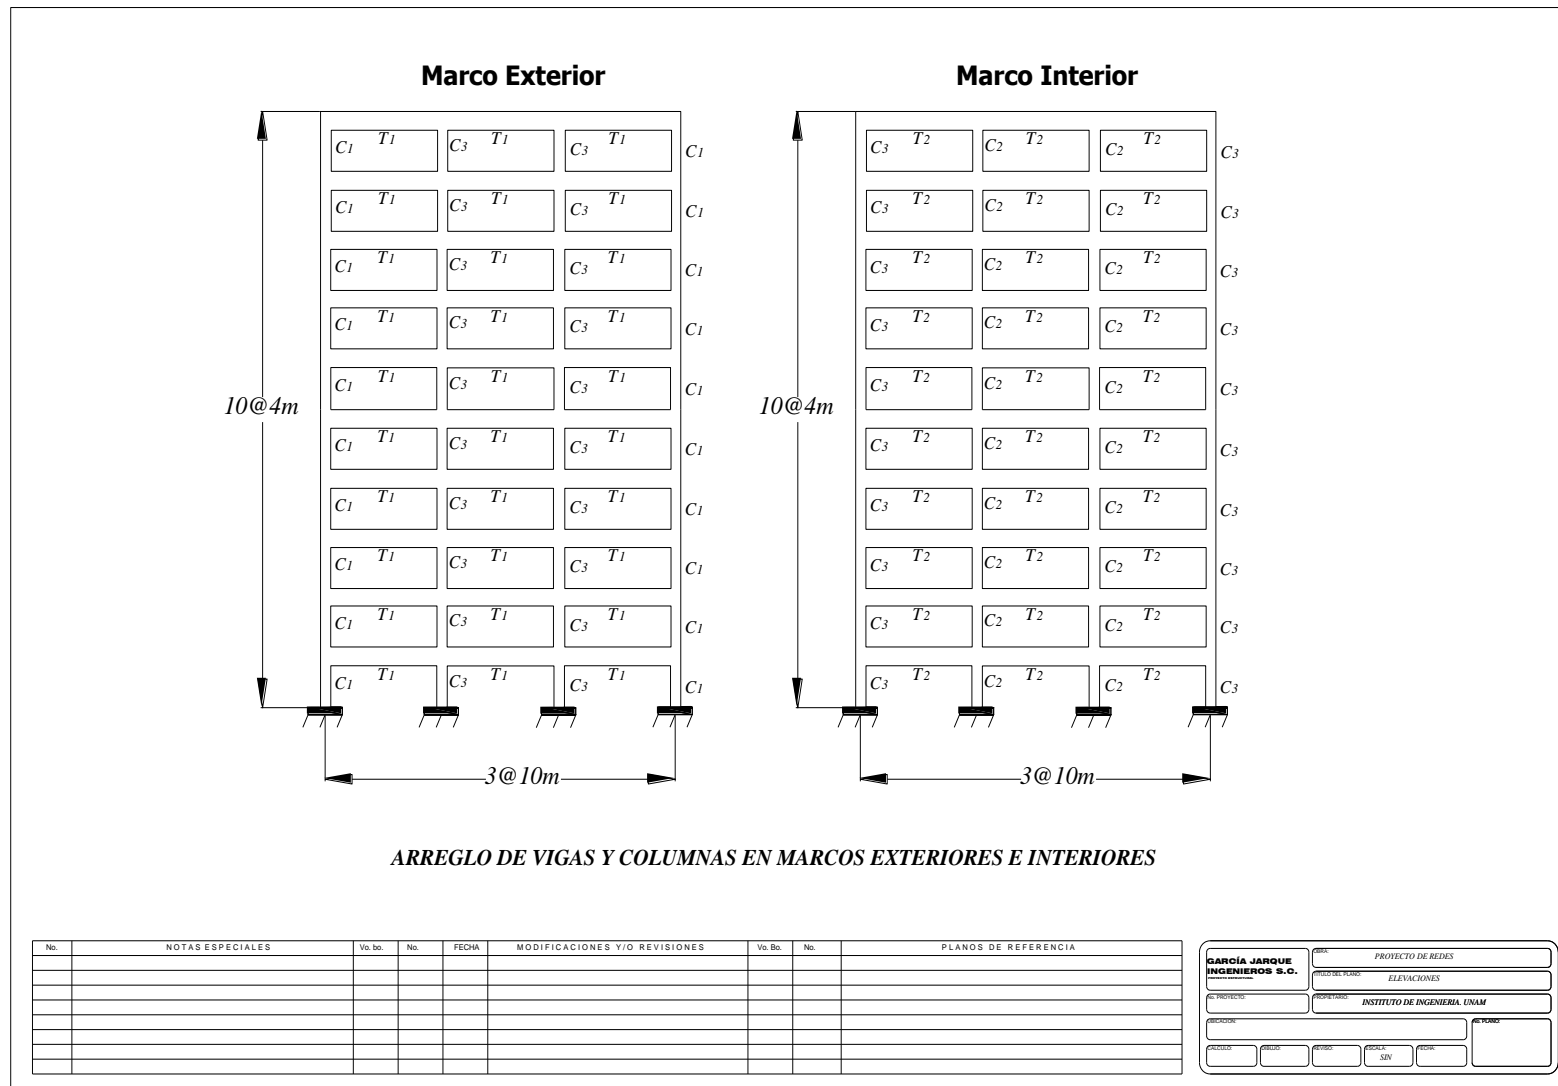 Marco Exterior
Marco Interior
C1 T1 C3 T1 C3 T1 C1
C3 T2 C2 T2 C2 T2 C3
C1 T1 C3 T1 C3 T1 C1
C3 T2 C2 T2 C2 T2 C3
C1 T1 C3 T1 C3 T1 C1
C3 T2 C2 T2 C2 T2 C3
C1 T1 C3 T1 C3 T1 C1
C3 T2 C2 T2 C2 T2 C3
C1 T1 C3 T1 C3 T1 C1
C3 T2 C2 T2 C2 T2 C3
10@4m
10@4m
C1 T1 C3 T1 C3 T1 C1
C3 T2 C2 T2 C2 T2 C3
C1 T1 C3 T1 C3 T1 C1
C3 T2 C2 T2 C2 T2 C3
C1 T1 C3 T1 C3 T1 C1
C3 T2 C2 T2 C2 T2 C3
C1 T1 C3 T1 C3 T1 C1
C3 T2 C2 T2 C2 T2 C3
C1 T1 C3 T1 C3 T1 C1
C3 T2 C2 T2 C2 T2 C3
3@10m
3@10m
ARREGLO DE VIGAS Y COLUMNAS EN MARCOS EXTERIORES E INTERIORES
No. NOTAS ESPECIALES Vo. bo. No. FECHA MODIFICACIONES Y/O REVISIONES Vo. Bo. No. PLANOS DE REFERENCIA
GARCÍA JARQUE
INGENIEROS S.C.
OBRA: PROYECTO DE REDES
TITULO DEL PLANO: ELEVACIONES
No. PROYECTO:
PROPIETARIO: INSTITUTO DE INGENIERIA. UNAM
UBICACION:
No. PLANO:
CALCULO:
DIBUJO:
REVISO:
ESCALA: SIN
FECHA: